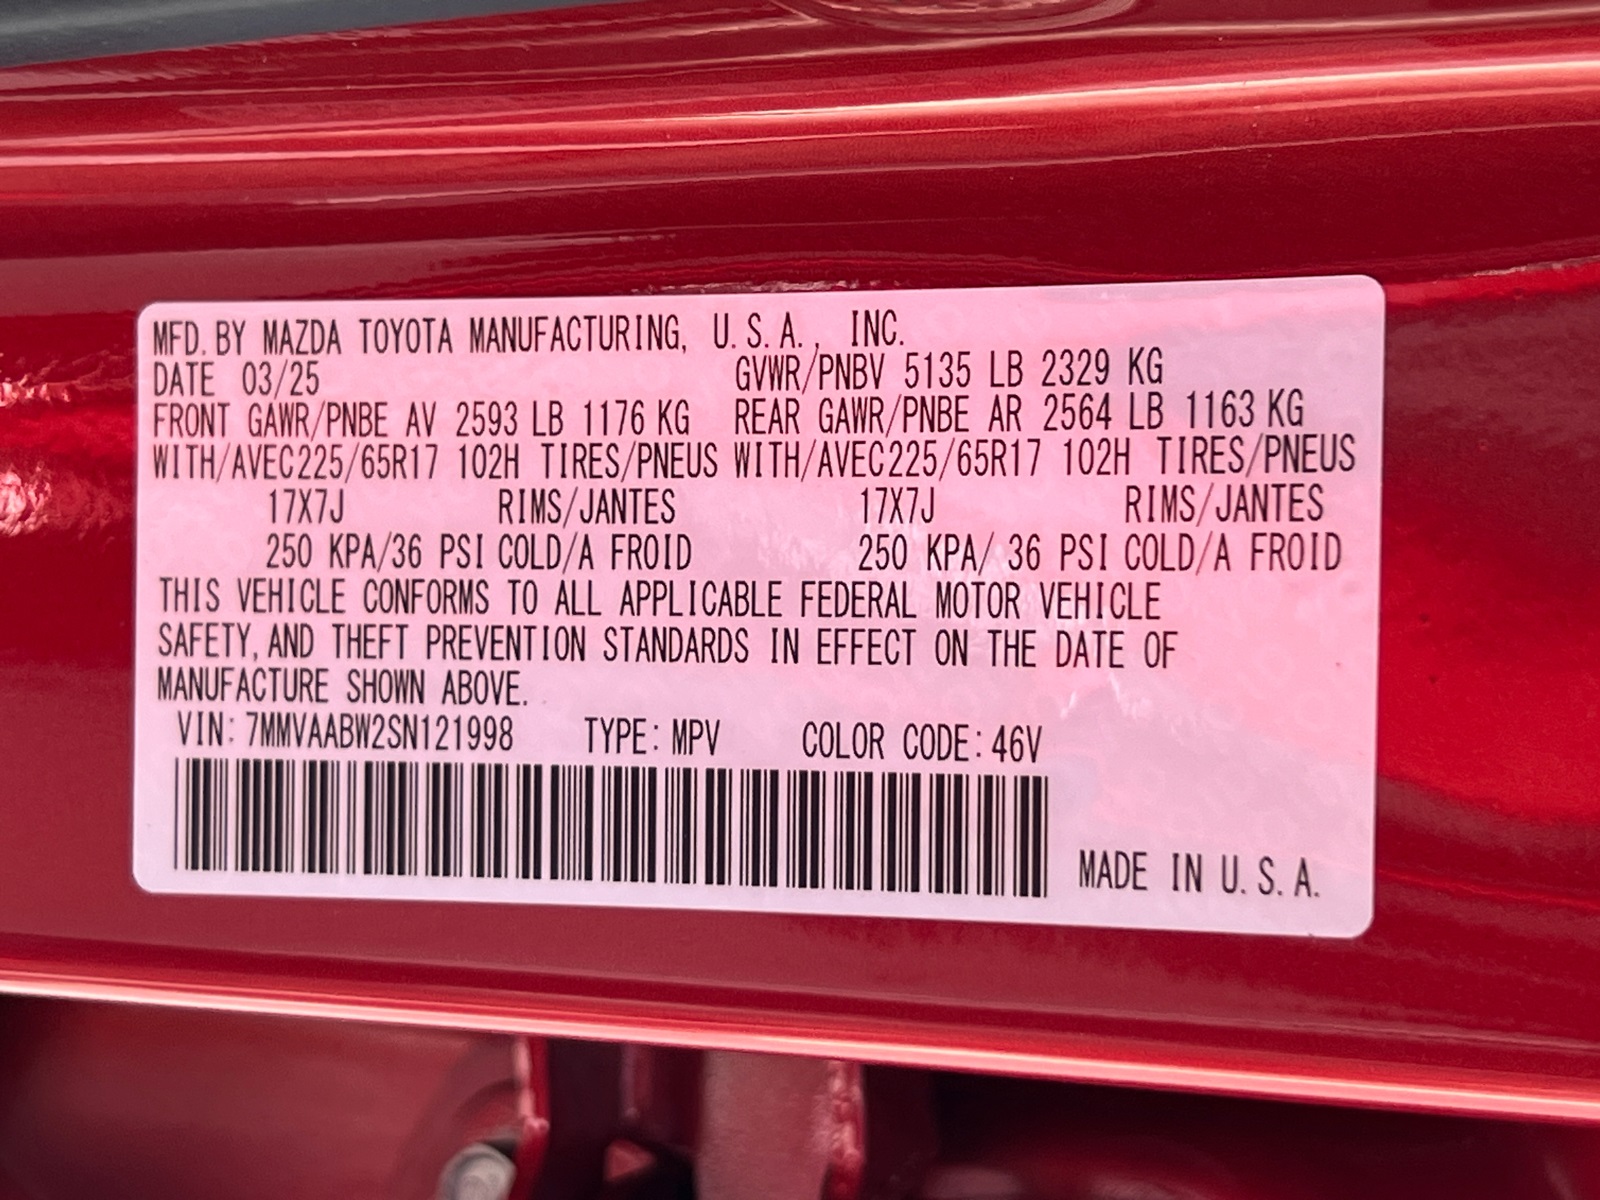 MFD. BY MAZDA TOYOTA MANUFACTURING, U.S.A., INC.
DATE 03/25 GVWR/PNBV 5135 LB 2329 KG
FRONT GAWR/PNBE AV 2593 LB 1176 KG REAR GAWR/PNBE AR 2564 LB 1163 KG
WITH/AVEC225/65R17 102H TIRES/PNEUS WITH/AVEC225/65R17 102H TIRES/PNEUS
17X7J RIMS/JANTES 17X7J RIMS/JANTES
250 KPA/36 PSI COLD/A FROID 250 KPA/ 36 PSI COLD/A FROID
THIS VEHICLE CONFORMS TO ALL APPLICABLE FEDERAL MOTOR VEHICLE
SAFETY, AND THEFT PREVENTION STANDARDS IN EFFECT ON THE DATE OF
MANUFACTURE SHOWN ABOVE.
VIN: 7MMVAABW2SN121998 TYPE: MPV COLOR CODE: 46V
MADE IN U.S.A.